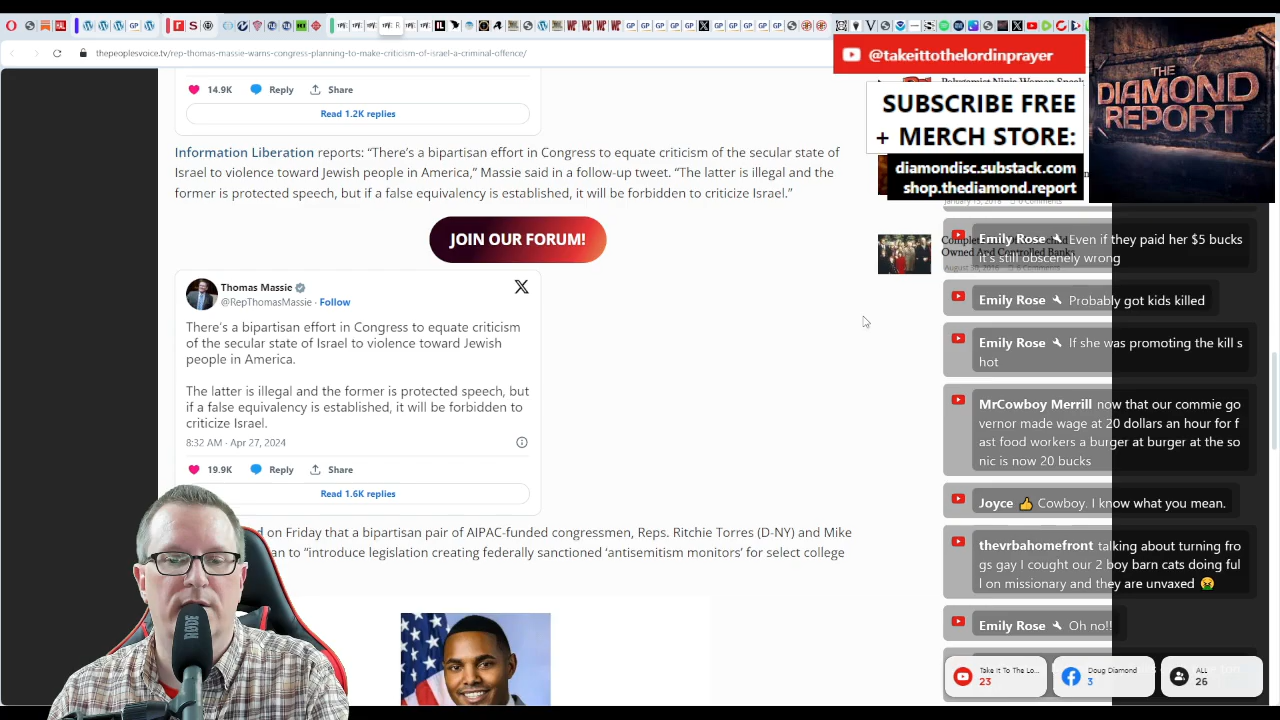 thepeoplesvoice.tv/rep-thomas-massie-warns-congress-planning-to-make-criticism-of-israel-a-criminal-offence/
@takeittothelordinprayer
SUBSCRIBE FREE
+ MERCH STORE:
diamondisc.substack.com
shop.thediamond.report
THE
DIAMOND
REPORT
14.9K Reply Share
Read 1.2K replies
Information Liberation reports: “There’s a bipartisan effort in Congress to equate criticism of the secular state of
Israel to violence toward Jewish people in America,” Massie said in a follow-up tweet. “The latter is illegal and the
former is protected speech, but if a false equivalency is established, it will be forbidden to criticize Israel.”
JOIN OUR FORUM!
Thomas Massie
@RepThomasMassie · Follow
There’s a bipartisan effort in Congress to equate criticism
of the secular state of Israel to violence toward Jewish
people in America.
The latter is illegal and the former is protected speech, but
if a false equivalency is established, it will be forbidden to
criticize Israel.
8:32 AM · Apr 27, 2024
19.9K Reply Share
Read 1.6K replies
d on Friday that a bipartisan pair of AIPAC-funded congressmen, Reps. Ritchie Torres (D-NY) and Mike
an to “introduce legislation creating federally sanctioned ‘antisemitism monitors’ for select college
Owned And Controlled Banks
Emily Rose Even if they paid her $5 bucks
it's still obscenely wrong
Emily Rose Probably got kids killed
Emily Rose If she was promoting the kill s
hot
MrCowboy Merrill now that our commie go
vernor made wage at 20 dollars an hour for f
ast food workers a burger at burger at the so
nic is now 20 bucks
Joyce 👍 Cowboy. I know what you mean.
thevrbahomefront talking about turning fro
gs gay I cought our 2 boy barn cats doing ful
l on missionary and they are unvaxed 🤮
Emily Rose Oh no!!
Take It To The Lo...
23
Doug Diamond
3
ALL
26
RØDE